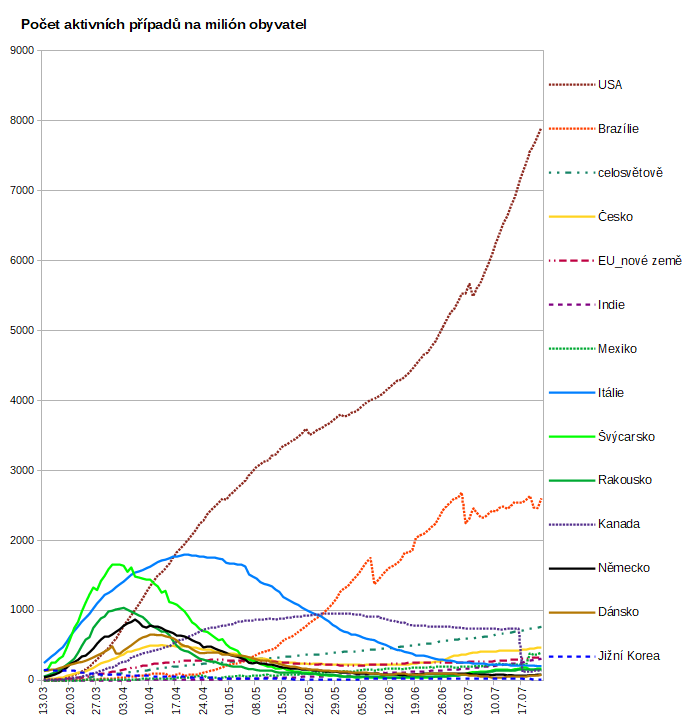 Počet aktivních případů na milión obyvatel
9000
8000
7000
6000
5000
4000
3000
2000
1000
0
USA
Brazílie
celosvětově
Česko
EU_nové země
Indie
Mexiko
Itálie
Švýcarsko
Rakousko
Kanada
Německo
Dánsko
Jižní Korea
13.03
20.03
27.03
03.04
10.04
17.04
24.04
01.05
08.05
15.05
22.05
29.05
05.06
12.06
19.06
26.06
03.07
10.07
17.07